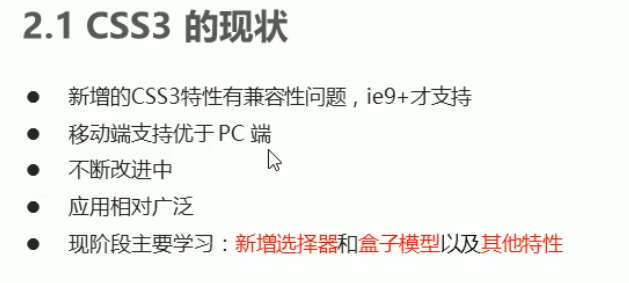 2.1 CSS3 的现状
● 新增的CSS3特性有兼容性问题，ie9+才支持
● 移动端支持优于 PC 端
● 不断改进中
● 应用相对广泛
● 现阶段主要学习：新增选择器和盒子模型以及其他特性